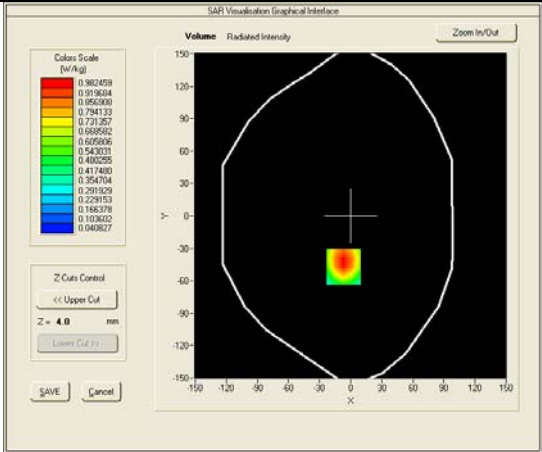 SAR Visualisation Graphical Interface
Volume Radiated Intensity
Zoom In/Out
Colors Scale
(W/kg)
0.982459
0.919684
0.856908
0.794133
0.731357
0.668582
0.605806
0.543031
0.480255
0.417480
0.354704
0.291929
0.229153
0.166378
0.103602
0.040827
Z-Cuts Control
<< Upper Cut
Z = 4.0 mm
Lower Cut >>
SAVE Cancel
150
120
90
60
30
0
-30
-60
-90
-120
-150
Y
-150 -120 -90 -60 -30 0 30 60 90 120 150
X